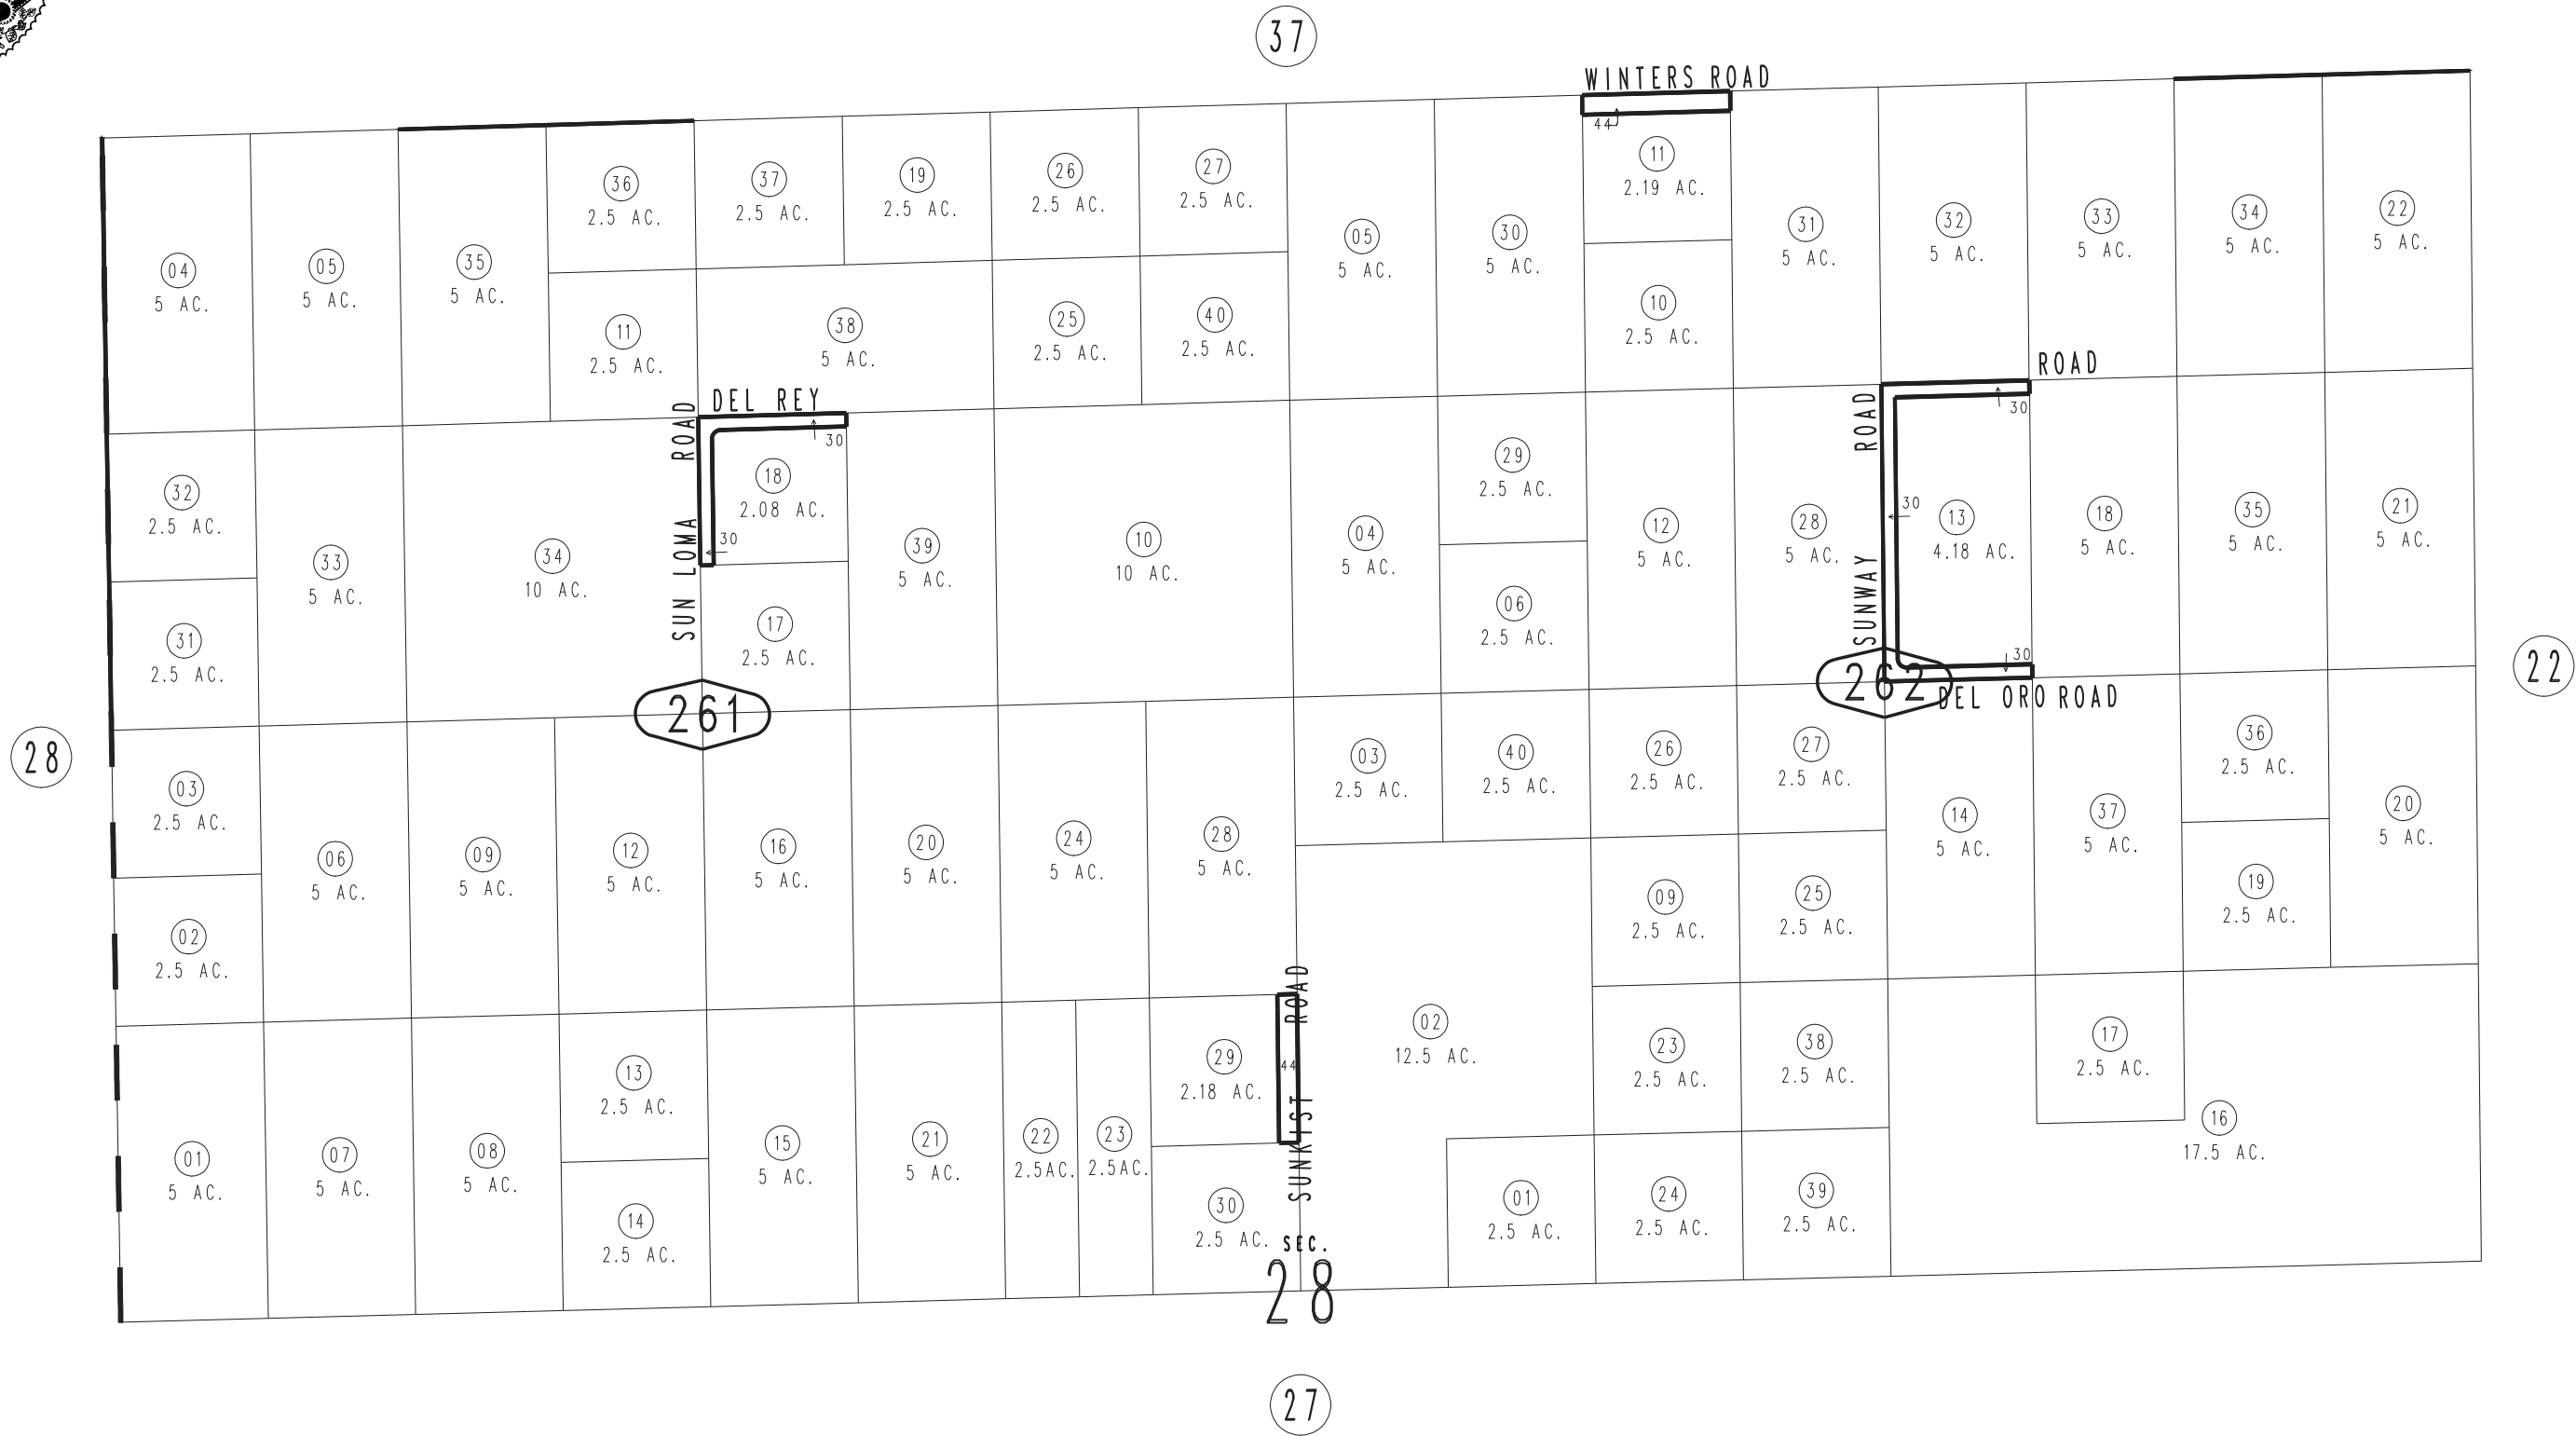 37
WINTERS ROAD
44
36
2.5 AC.
37
2.5 AC.
19
2.5 AC.
26
2.5 AC.
27
2.5 AC.
11
2.19 AC.
04
5 AC.
05
5 AC.
35
5 AC.
05
5 AC.
30
5 AC.
31
5 AC.
32
5 AC.
33
5 AC.
34
5 AC.
22
5 AC.
11
2.5 AC.
38
5 AC.
25
2.5 AC.
40
2.5 AC.
10
2.5 AC.
DEL REY
ROAD
30
30
SUN LOMA ROAD
SUNWAY ROAD
32
2.5 AC.
33
5 AC.
34
10 AC.
18
2.08 AC.
30
39
5 AC.
10
10 AC.
04
5 AC.
29
2.5 AC.
12
5 AC.
28
5 AC.
30
13
4.18 AC.
18
5 AC.
35
5 AC.
21
5 AC.
31
2.5 AC.
17
2.5 AC.
06
2.5 AC.
30
22
261
262
DEL ORO ROAD
28
03
2.5 AC.
06
5 AC.
09
5 AC.
12
5 AC.
16
5 AC.
20
5 AC.
24
5 AC.
28
5 AC.
03
2.5 AC.
40
2.5 AC.
26
2.5 AC.
27
2.5 AC.
14
5 AC.
37
5 AC.
36
2.5 AC.
20
5 AC.
02
2.5 AC.
09
2.5 AC.
25
2.5 AC.
19
2.5 AC.
SUNKIST ROAD
44
01
5 AC.
07
5 AC.
08
5 AC.
13
2.5 AC.
15
5 AC.
21
5 AC.
22
2.5AC.
23
2.5AC.
29
2.18 AC.
02
12.5 AC.
23
2.5 AC.
38
2.5 AC.
17
2.5 AC.
16
17.5 AC.
14
2.5 AC.
30
2.5 AC.
01
2.5 AC.
24
2.5 AC.
39
2.5 AC.
SEC.
28
27